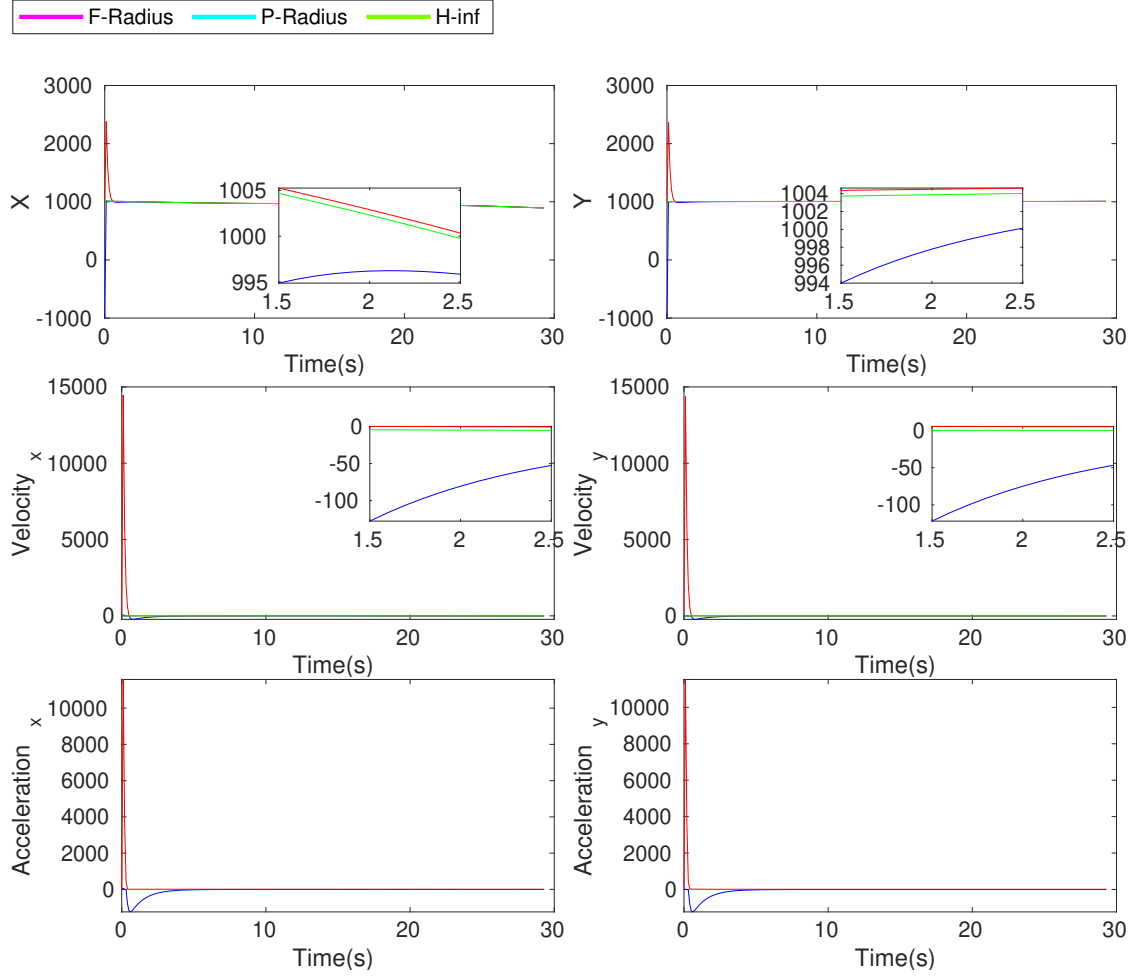 F-Radius P-Radius H-inf
3000
2000
1000
0
-1000
X
1005
1000
995
1.5 2 2.5
0 10 20 30
Time(s)
3000
2000
1000
0
-1000
Y
1004
1002
1000
998
996
994
1.5 2 2.5
0 10 20 30
Time(s)
15000
10000
5000
0
Velocity x
0
-50
-100
1.5 2 2.5
0 10 20 30
Time(s)
15000
10000
5000
0
Velocity y
0
-50
-100
1.5 2 2.5
0 10 20 30
Time(s)
10000
8000
6000
4000
2000
0
Acceleration x
0 10 20 30
Time(s)
10000
8000
6000
4000
2000
0
Acceleration y
0 10 20 30
Time(s)